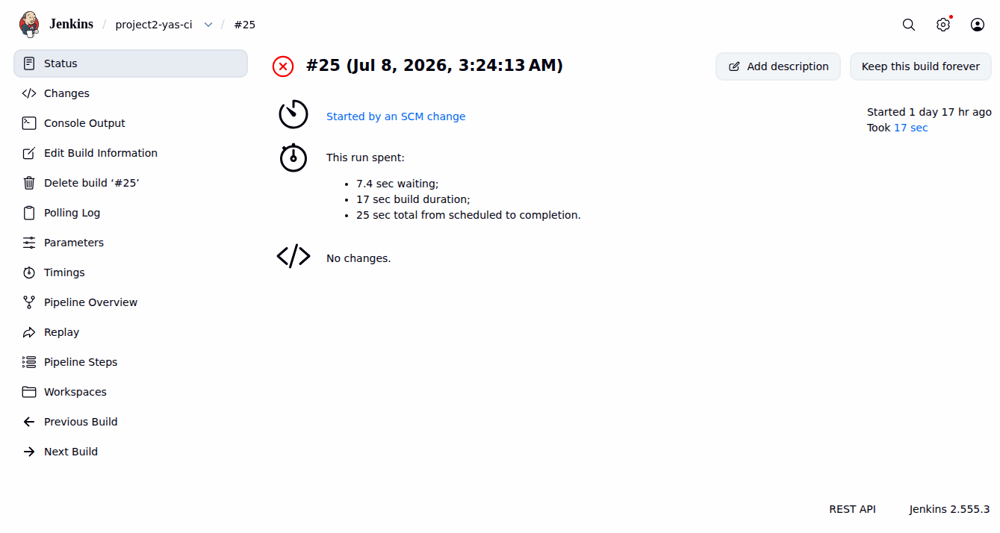 Jenkins / project2-yas-ci / #25
Status
Changes
Console Output
Edit Build Information
Delete build ‘#25’
Polling Log
Parameters
Timings
Pipeline Overview
Replay
Pipeline Steps
Workspaces
Previous Build
Next Build
#25 (Jul 8, 2026, 3:24:13 AM)
Add description
Keep this build forever
Started by an SCM change
Started 1 day 17 hr ago
Took 17 sec
This run spent:
• 7.4 sec waiting;
• 17 sec build duration;
• 25 sec total from scheduled to completion.
No changes.
REST API
Jenkins 2.555.3